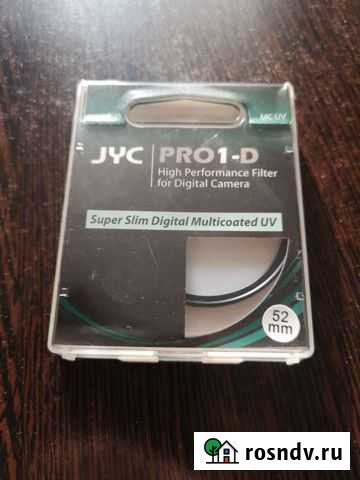 MC UV
JYC PRO1-D
High Performance Filter
for Digital Camera
Super Slim Digital Multicoated UV
52
mm
rosndv.ru